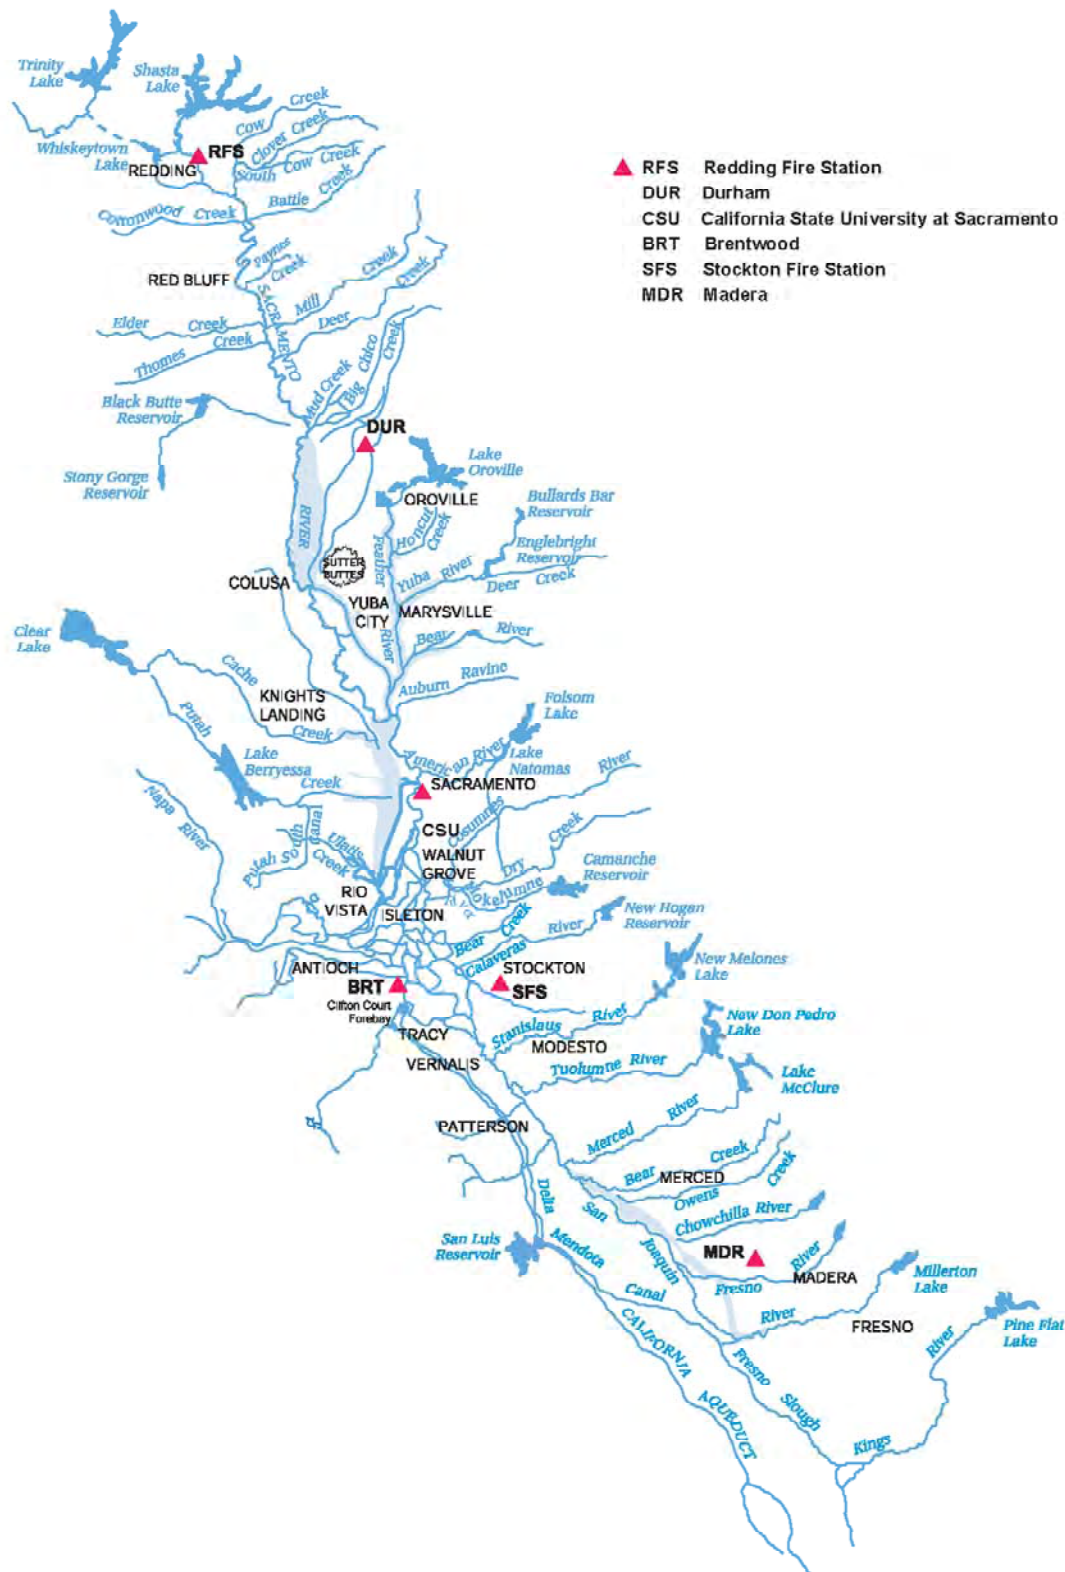 Trinity
Lake
Shasta
Lake
Cow Creek
Clover Creek
Whiskeytown
Lake
RFS
REDDING
South Cow Creek
Battle Creek
Cottonwood Creek
RFS Redding Fire Station
DUR Durham
CSU California State University at Sacramento
BRT Brentwood
SFS Stockton Fire Station
MDR Madera
Paynes
Creek
RED BLUFF
SACRAMENTO
Mill Creek
Deer Creek
Elder Creek
Thomes Creek
Mud Creek
Big Chico
Creek
Black Butte
Reservoir
DUR
Stony Gorge
Reservoir
Lake
Oroville
OROVILLE
Bullards Bar
Reservoir
RIVER
Honcut
Creek
Feather
River
Englebright
Reservoir
SUTTER
BUTTES
COLUSA
Yuba River
Deer Creek
YUBA
CITY
MARYSVILLE
Bear River
Clear
Lake
Cache
Creek
Auburn Ravine
KNIGHTS
LANDING
Folsom
Lake
Putah
Creek
Lake
Berryessa
American River
Lake
Natomas
River
SACRAMENTO
Napa River
CSU
Cosumnes
Putah South
Canal
Ulatis
Creek
WALNUT
GROVE
Dry Creek
Camanche
Reservoir
RIO
VISTA
ISLETON
Mokelumne
River
New Hogan
Reservoir
Bear Creek
Calaveras River
ANTIOCH
STOCKTON
New Melones
Lake
BRT
SFS
Clifton Court
Forebay
TRACY
Stanislaus River
New Don Pedro
Lake
MODESTO
VERNALIS
Tuolumne River
Lake
McClure
PATTERSON
Merced River
Bear Creek
MERCED
Owens Creek
Delta
Mendota
Canal
San
Joaquin
River
Chowchilla River
San Luis
Reservoir
MDR
MADERA
Fresno River
Millerton
Lake
FRESNO
Pine Flat
Lake
CALIFORNIA
AQUEDUCT
Fresno
Slough
Kings River